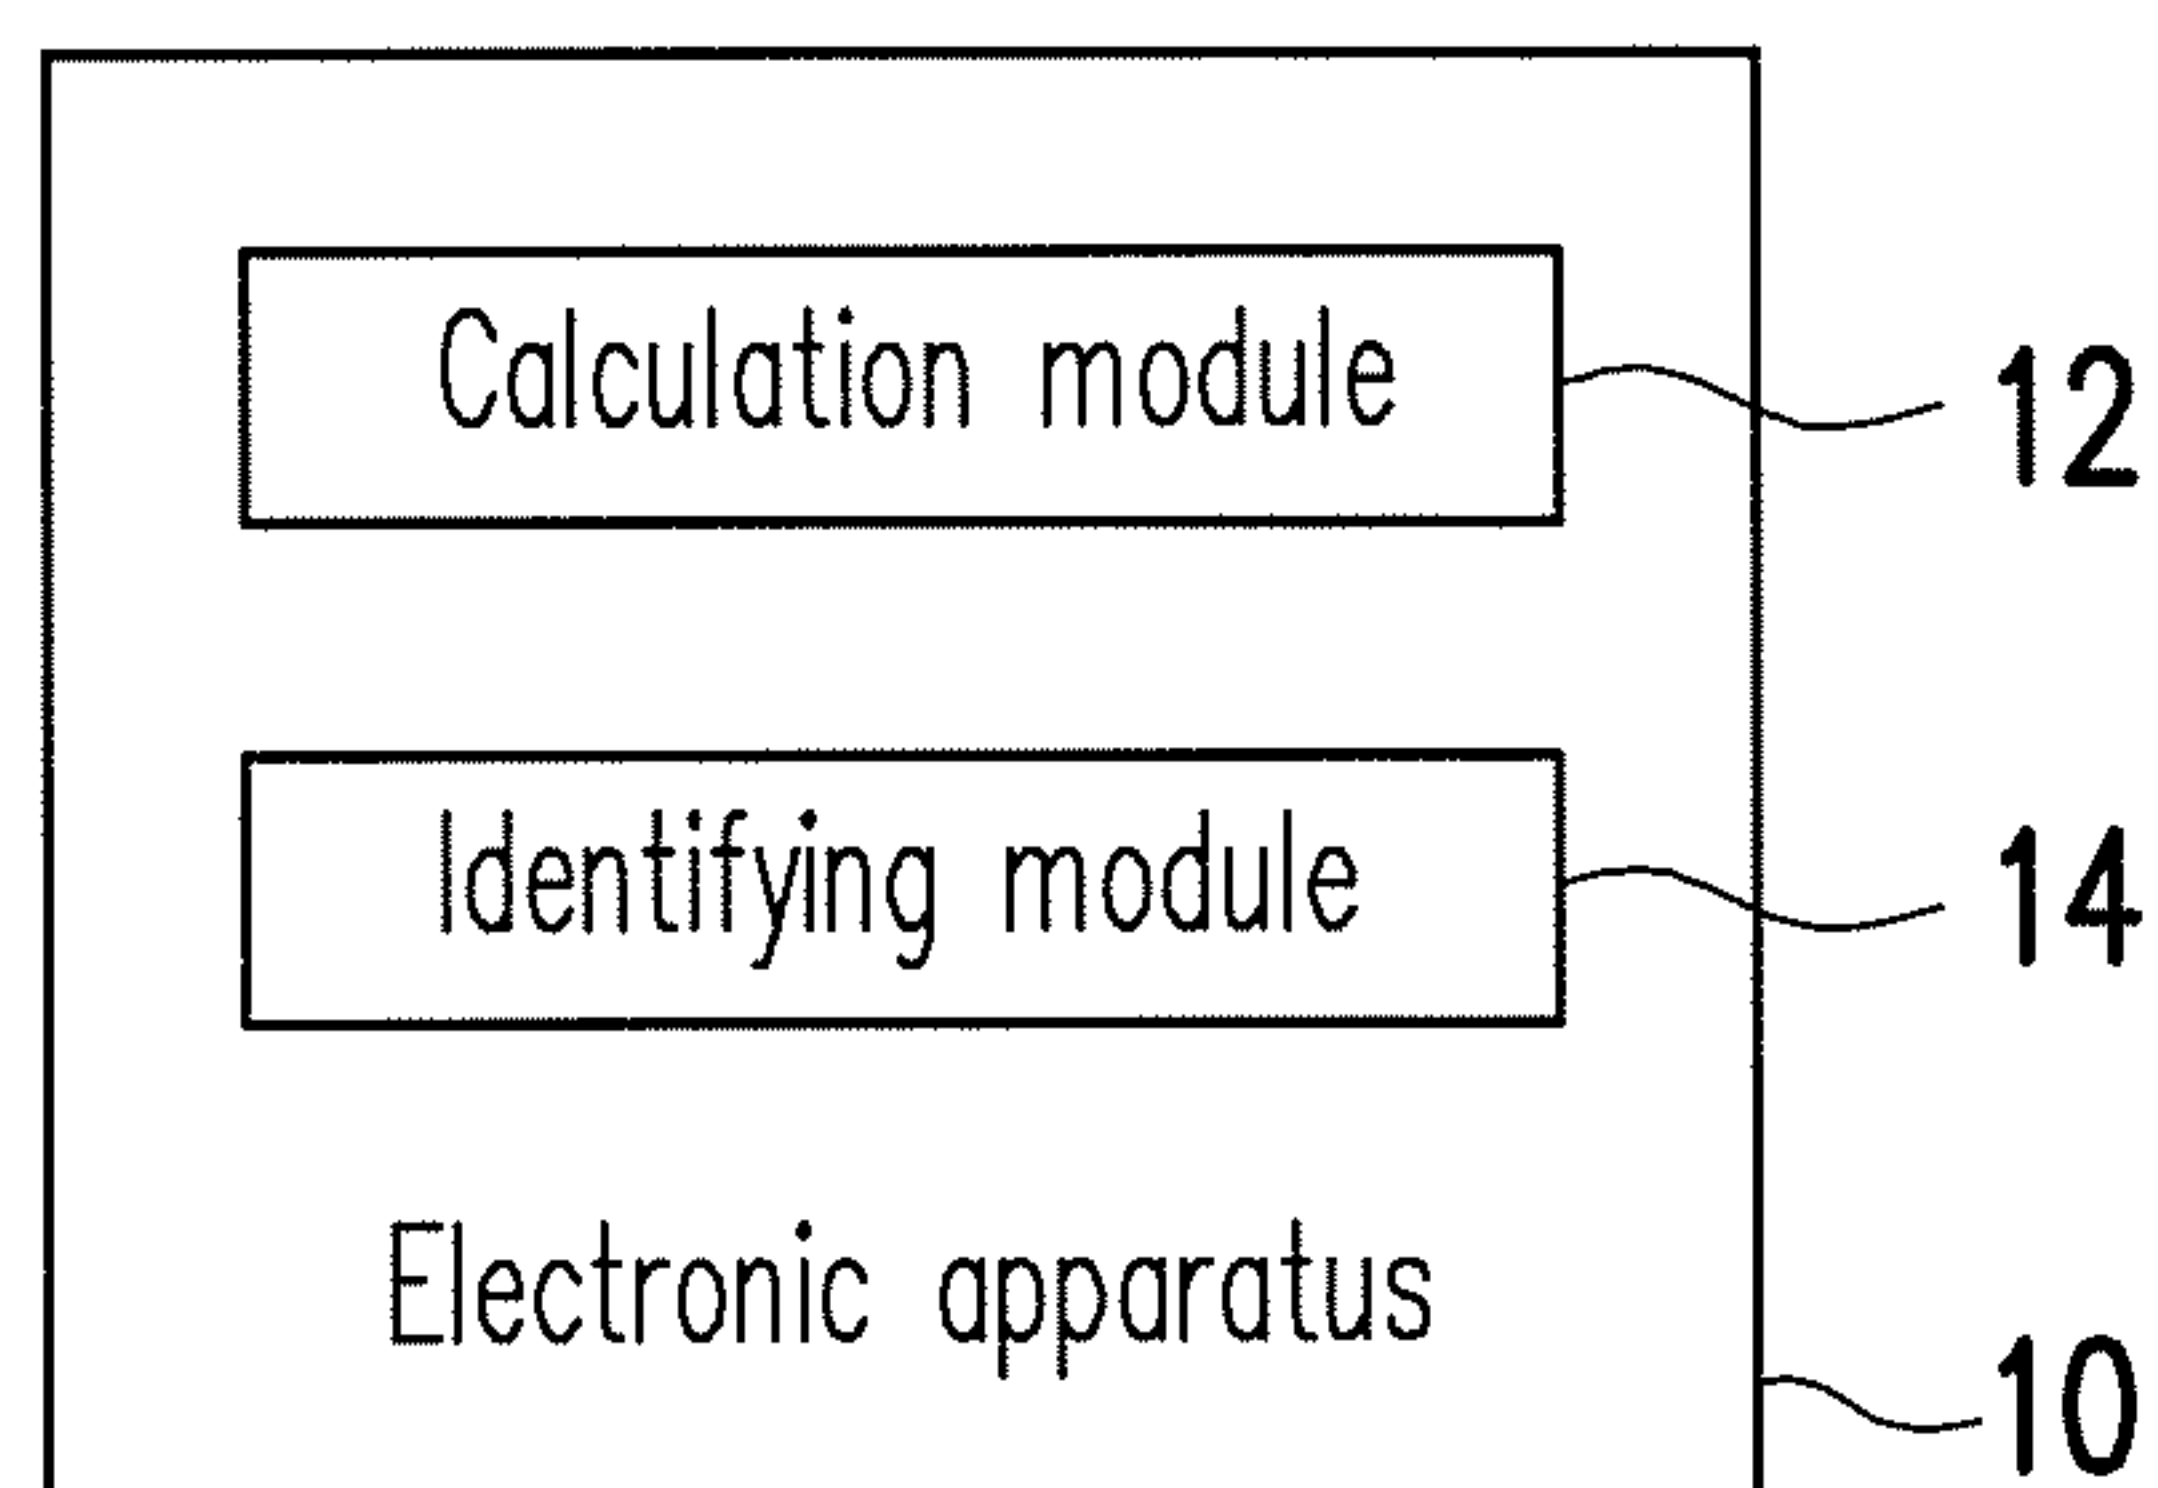 Calculation module 12
Identifying module 14
Electronic apparatus
10